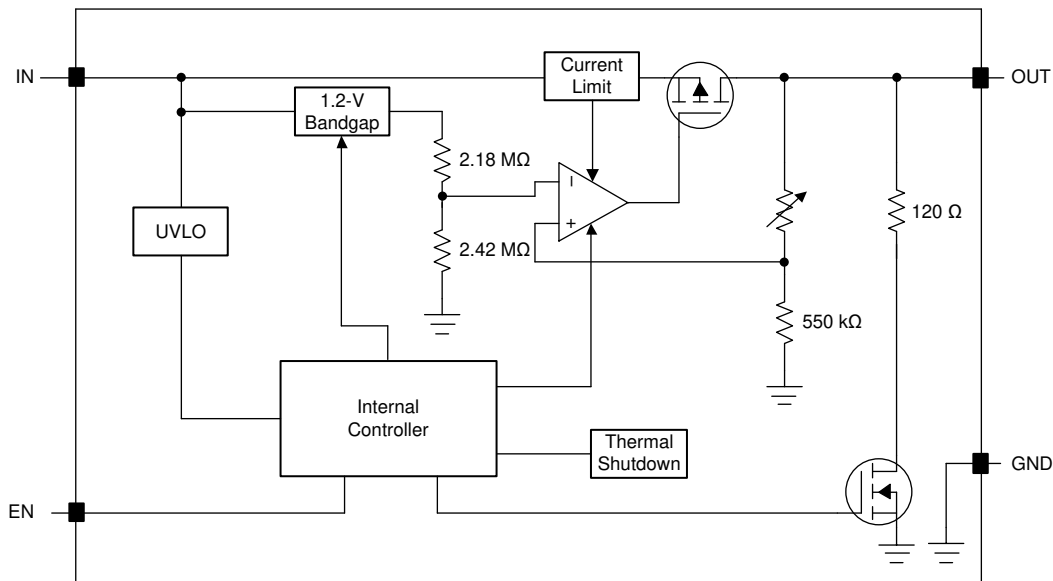 IN
Current
Limit
OUT
1.2-V
Bandgap
2.18 MΩ
−
+
UVLO
120 Ω
2.42 MΩ
550 kΩ
Internal
Controller
Thermal
Shutdown
GND
EN